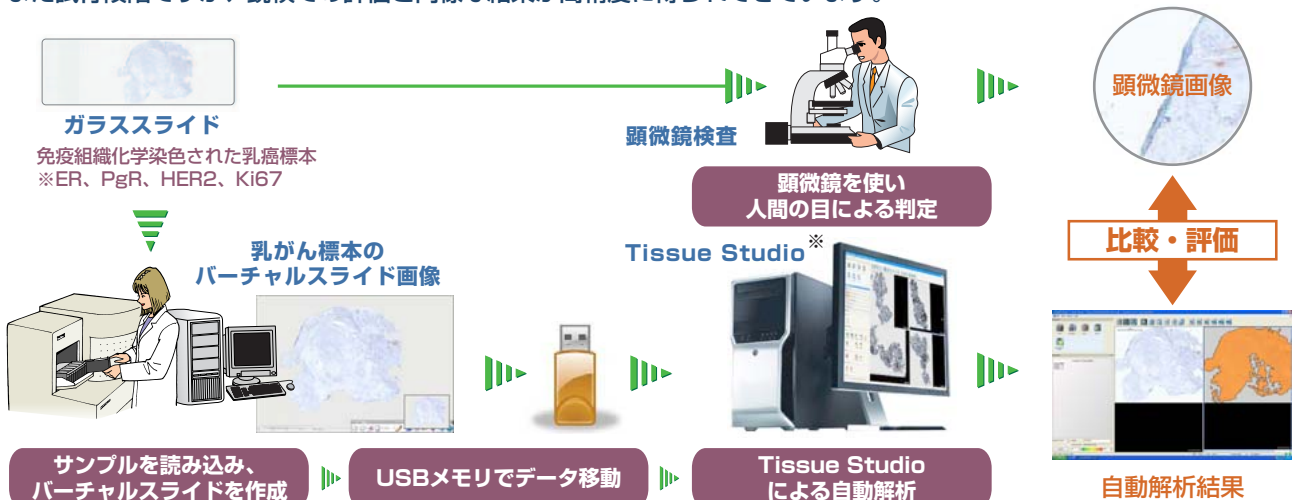 ガラススライド
免疫組織化学染色された乳癌標本
※ER、PgR、HER2、Ki67
顕微鏡検査
顕微鏡を使い
人間の目による判定
顕微鏡画像
比較・評価
乳がん標本の
バーチャルスライド画像
Tissue Studio※
サンプルを読み込み、
バーチャルスライドを作成
USBメモリでデータ移動
Tissue Studio
による自動解析
自動解析結果